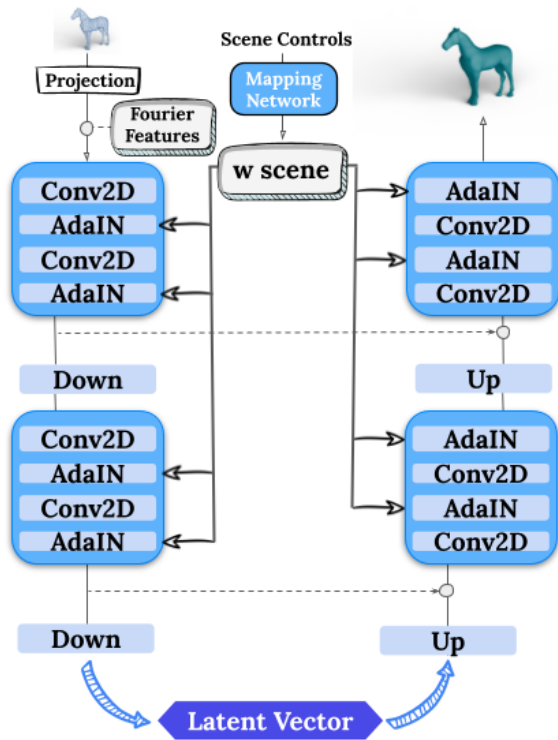 Scene Controls
Projection
Mapping
Network
Fourier
Features
w scene
Conv2D
AdaIN
Conv2D
AdaIN
AdaIN
Conv2D
AdaIN
Conv2D
Down
Up
Conv2D
AdaIN
Conv2D
AdaIN
AdaIN
Conv2D
AdaIN
Conv2D
Down
Up
Latent Vector